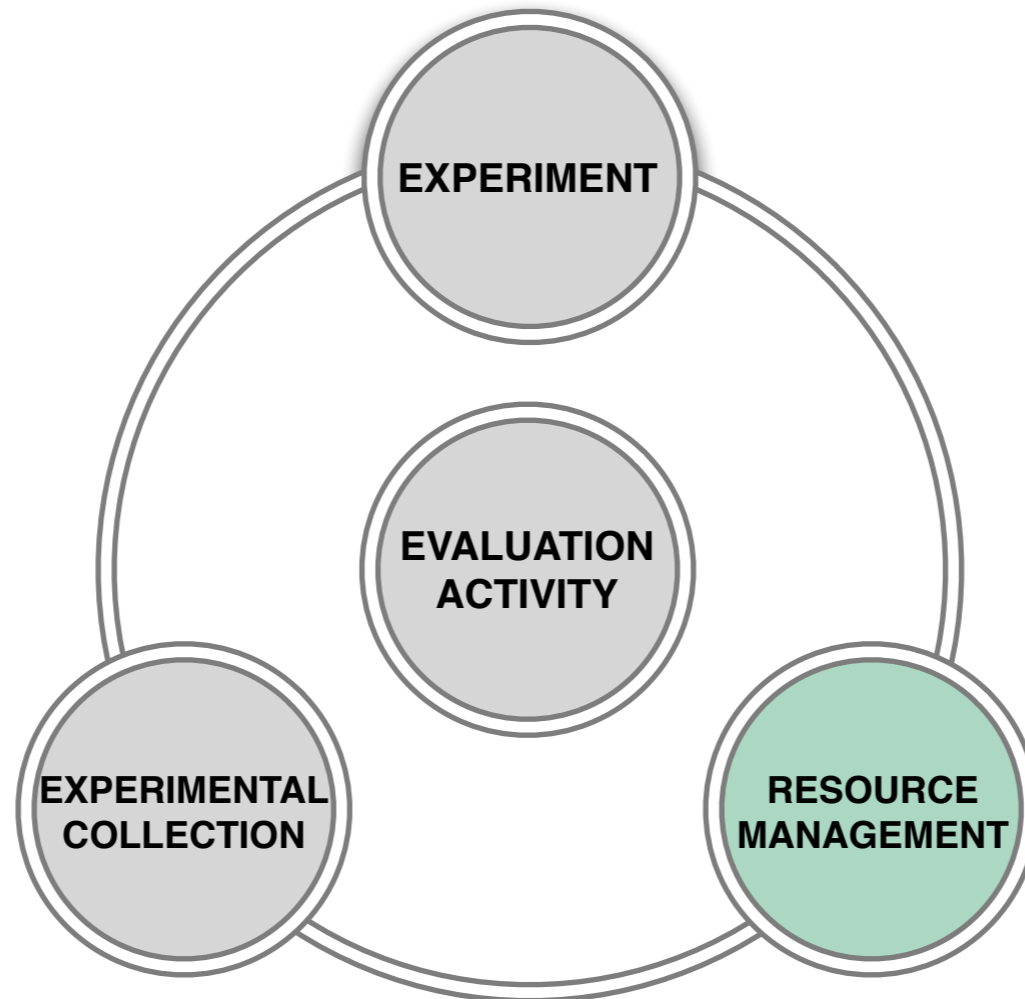 EXPERIMENT
EVALUATION
ACTIVITY
EXPERIMENTAL
COLLECTION
RESOURCE
MANAGEMENT